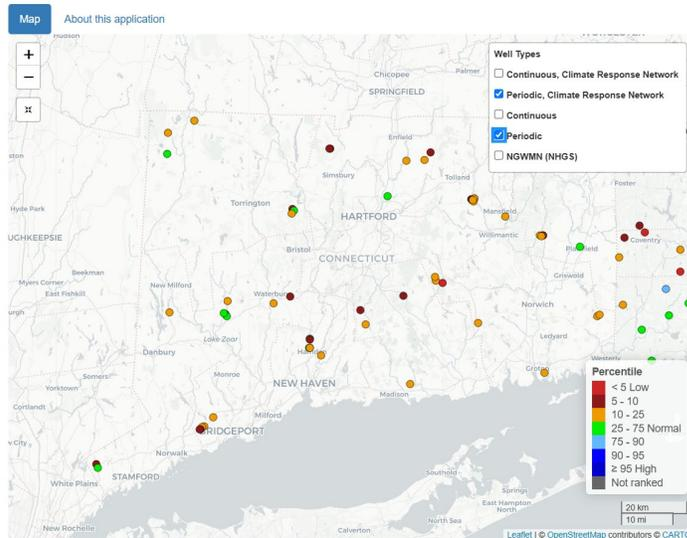 Map
About this application
Hudson
+
−
Well Types
Continuous, Climate Response Network
Periodic, Climate Response Network
Continuous
Periodic
NGWMN (NHGS)
Chicopee
Palmer
SPRINGFIELD
Enfield
Simsbury
Tolland
Foster
Hyde Park
Torrington
HARTFORD
Mansfield
Willimantic
Coventry
UGHKEEPSIE
Bristol
Plainfield
CONNECTICUT
Beekman
Myers Corner
East Fishkill
New Milford
Waterbury
Griswold
Norwich
Lake Zoar
Ledyard
Danbury
Westerly
Monroe
Groton
Somers
NEW HAVEN
Yorktown
Madison
Cortlandt
Milford
BRIDGEPORT
Norwalk
White Plains
STAMFORD
Southold
Springs
East Hampton
North
New Rochelle
Calverton
North Sea
Percentile
< 5 Low
5 - 10
10 - 25
25 - 75 Normal
75 - 90
90 - 95
≥ 95 High
Not ranked
20 km
10 mi
Leaflet | © OpenStreetMap contributors © CARTO